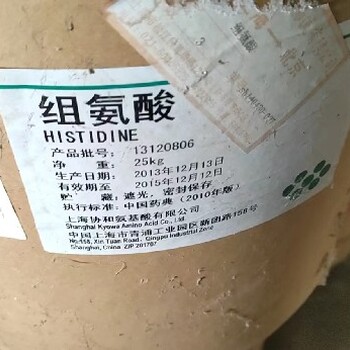 组氨酸
HISTIDINE
产品批号： 13120806
净 重： 25kg
生产日期： 2013年12月13日
有效期至 2015年12月12日
贮 藏：遮光，密封保存
执行标准：中国药典（2010年版）
上海协和氨基酸有限公司
Shanghai Kyowa Amino Acid Co., Ltd
中国上海市青浦工业园区新团路158号
No.158, Xin Tuan Road, Qingpu Industrial Zone
Shanghai, China ZIP 201707